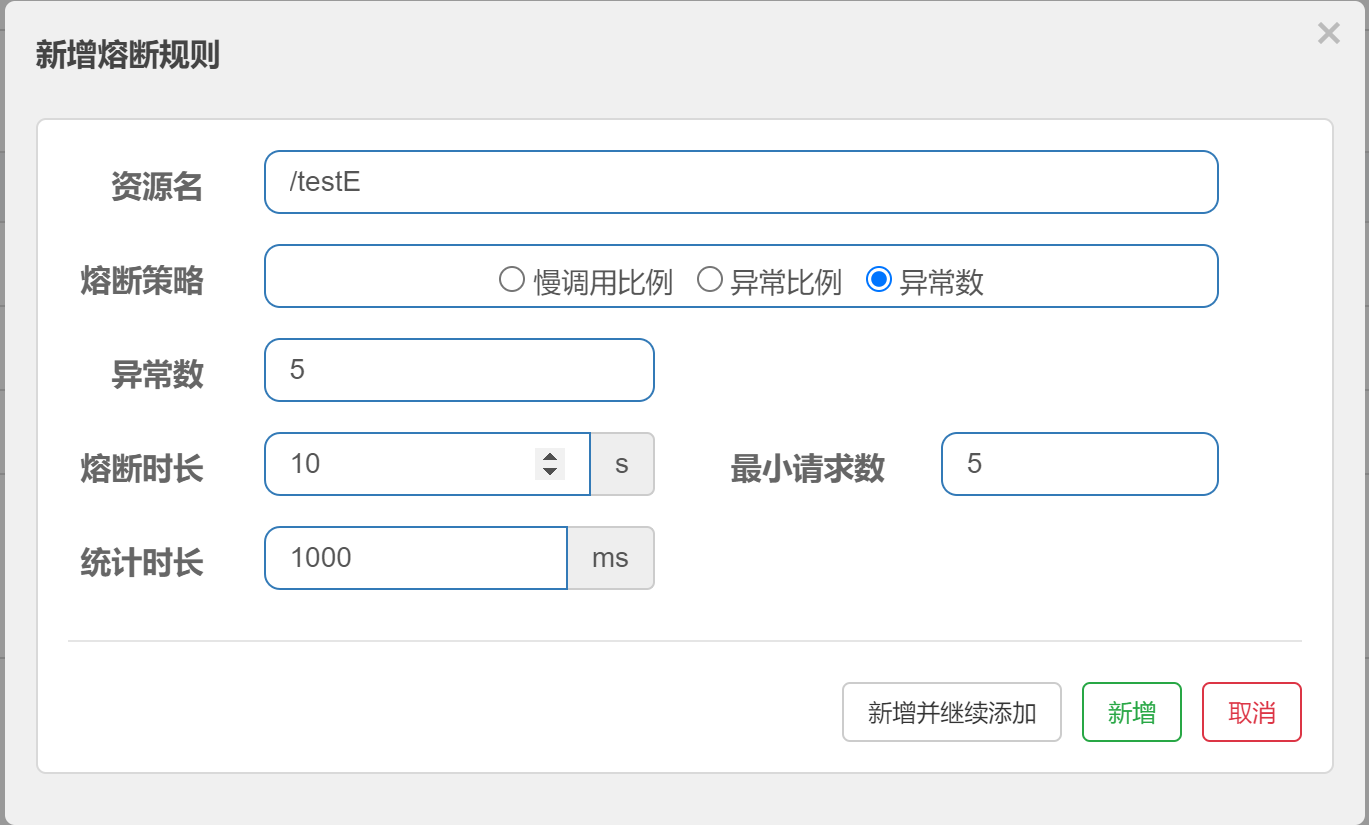 新增熔断规则
×
资源名 /testE
熔断策略 慢调用比例 异常比例 异常数
异常数 5
熔断时长 10 s 最小请求数 5
统计时长 1000 ms
新增并继续添加 新增 取消